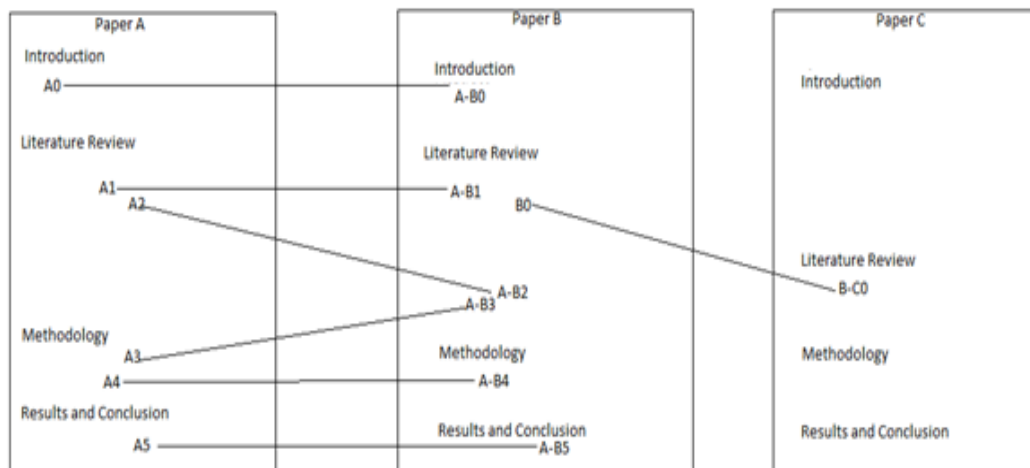 Paper A
Introduction
A0
Literature Review
A1
A2
Methodology
A3
A4
Results and Conclusion
A5
Paper B
Introduction
A-B0
Literature Review
A-B1
B0
A-B2
A-B3
Methodology
A-B4
Results and Conclusion
A-B5
Paper C
Introduction
Literature Review
B-C0
Methodology
Results and Conclusion